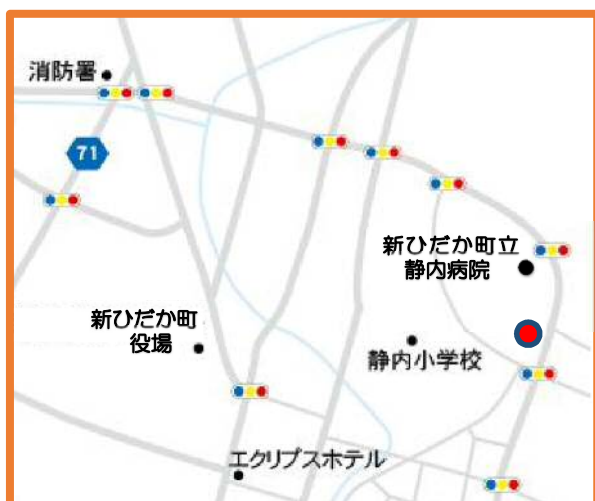 消防署
71
新ひだか町立
静内病院
新ひだか町
役場
静内小学校
エクリプスホテル